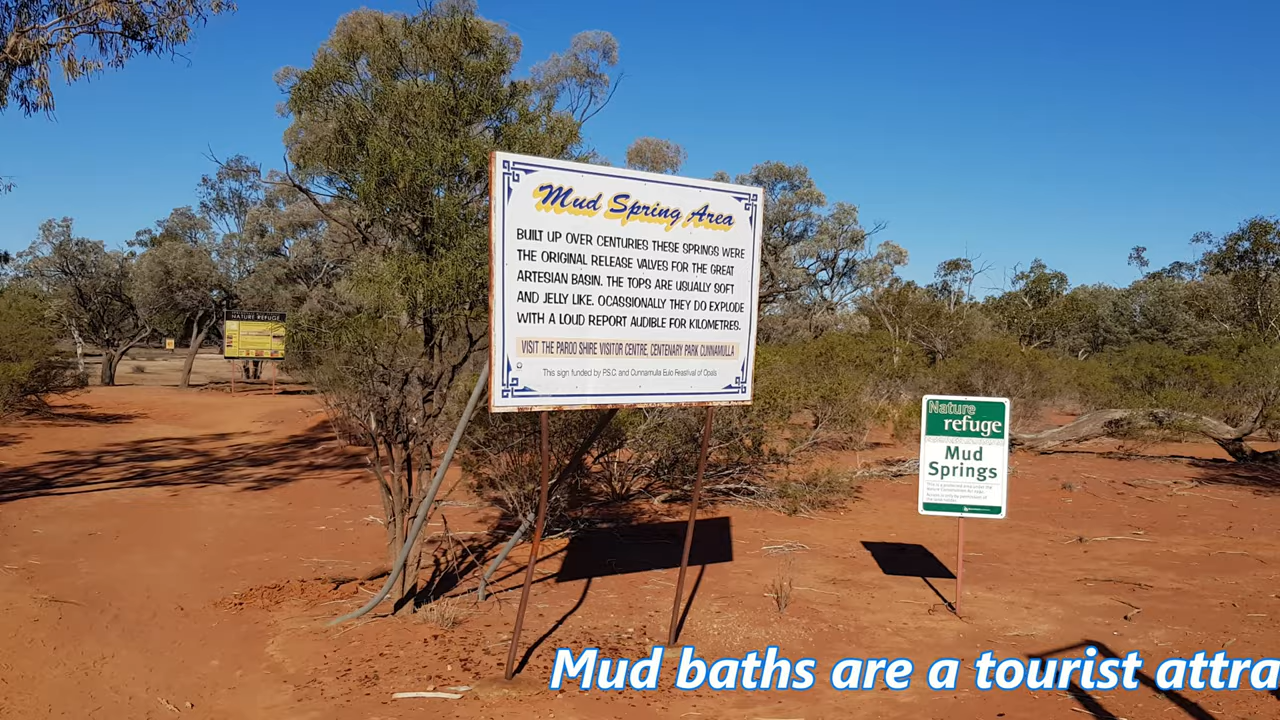 Mud Spring Area
BUILT UP OVER CENTURIES THESE SPRINGS WERE
THE ORIGINAL RELEASE VALVES FOR THE GREAT
ARTESIAN BASIN. THE TOPS ARE USUALLY SOFT
AND JELLY LIKE. OCASSIONALLY THEY DO EXPLODE
WITH A LOUD REPORT AUDIBLE FOR KILOMETRES.
VISIT THE PAROO SHIRE VISITOR CENTRE, CENTENARY PARK CUNNAMULLA
This sign funded by P.S.C. and Cunnamulla Eulo Feastival of Opals
NATURE REFUGE
Nature
refuge
Mud
Springs
Mud baths are a tourist attra